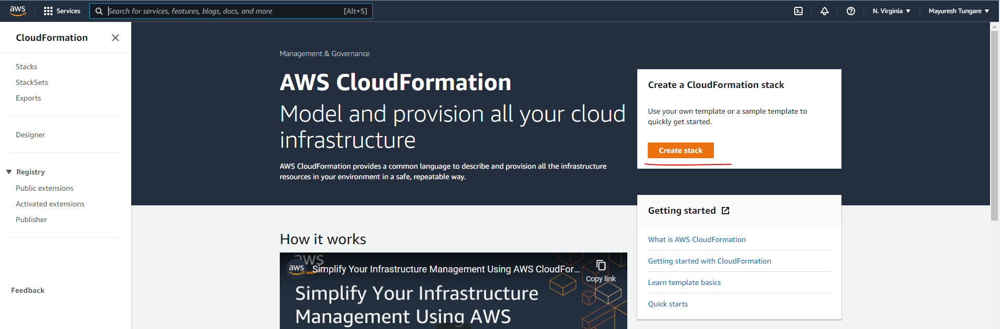 aws
Services
Search for services, features, blogs, docs, and more
[Alt+S]
N. Virginia
Mayuresh Tungare
CloudFormation
Stacks
StackSets
Exports
Designer
Registry
Public extensions
Activated extensions
Publisher
Feedback
Management & Governance
AWS CloudFormation
Model and provision all your cloud
infrastructure
AWS CloudFormation provides a common language to describe and provision all the infrastructure
resources in your environment in a safe, repeatable way.
Create a CloudFormation stack
Use your own template or a sample template to
quickly get started.
Create stack
How it works
aws
aws
Simplify Your Infrastructure Management Using AWS CloudFor...
Copy link
Simplify Your Infrastructure
Management Using AWS
Getting started
What is AWS CloudFormation
Getting started with CloudFormation
Learn template basics
Quick starts